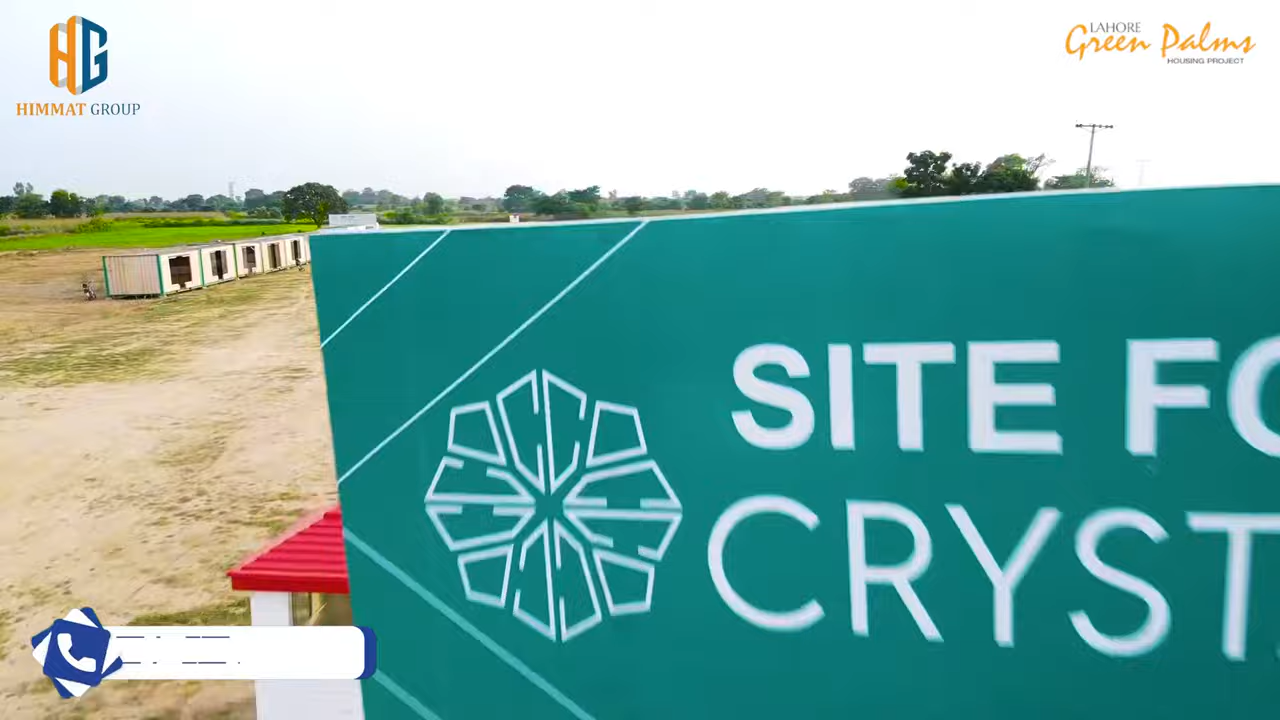 HIMMAT GROUP
LAHORE
Green Palms
HOUSING PROJECT
SITE FO
CRYST